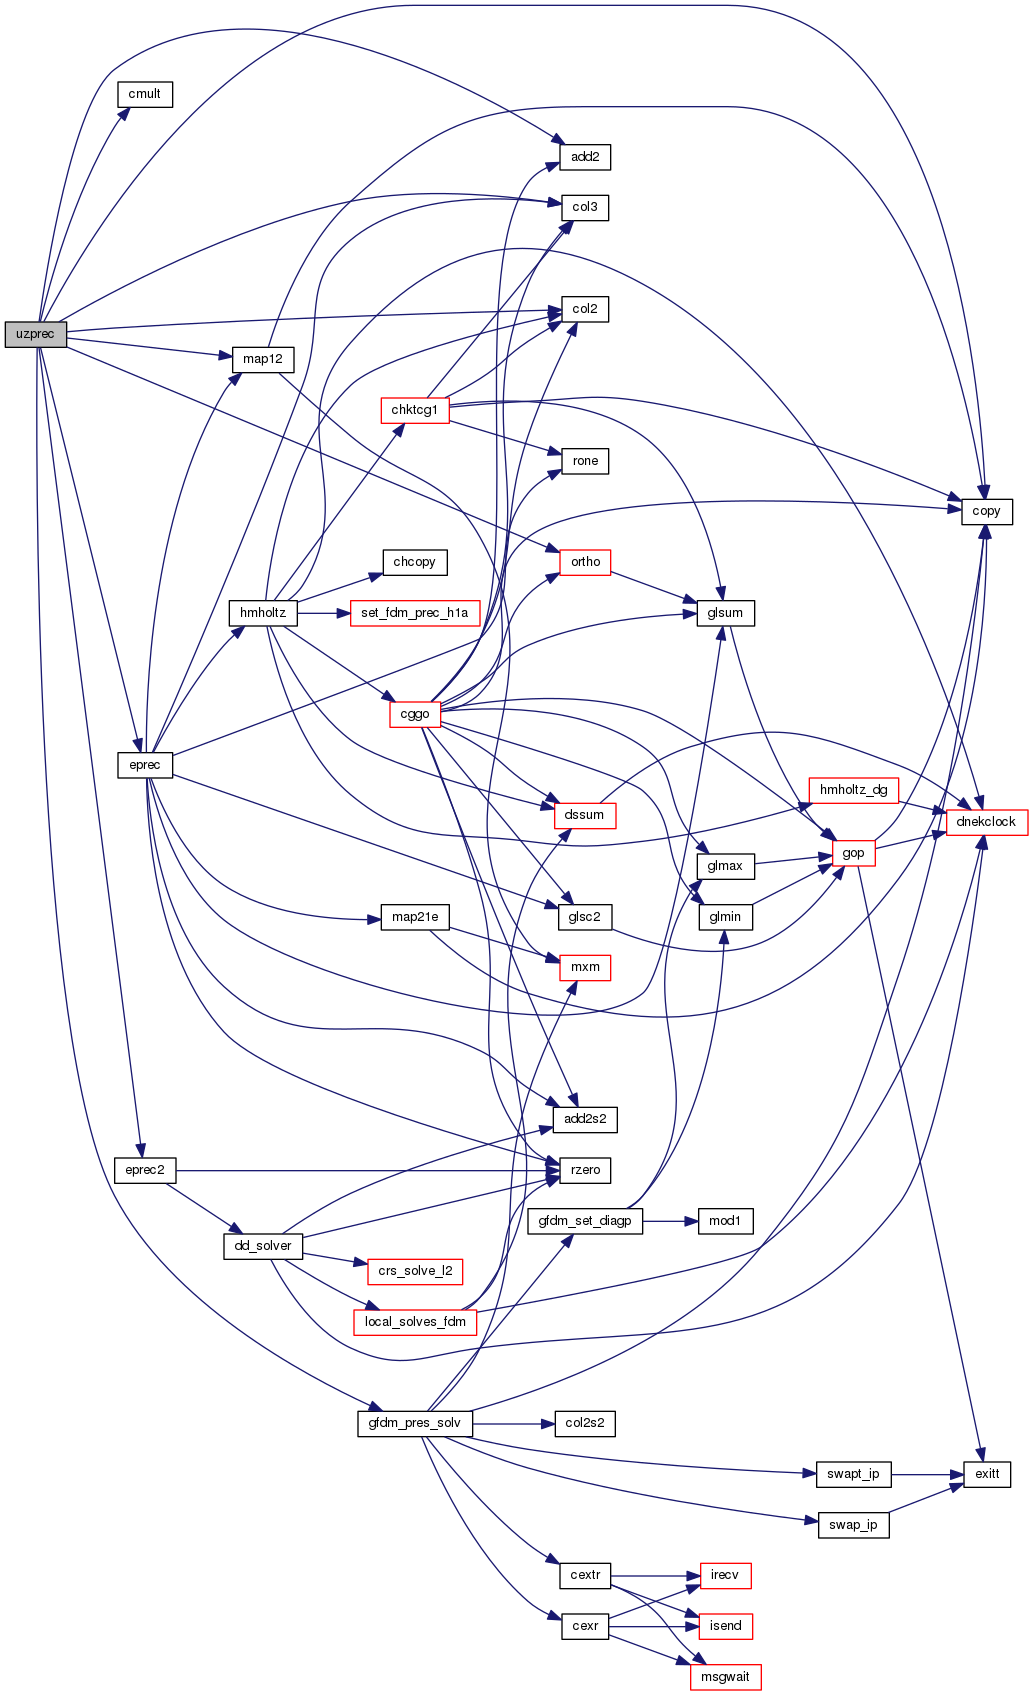 cmult
add2
col3
col2
uzprec
map12
chktcg1
rone
copy
chcopy
ortho
hmholtz
set_fdm_prec_h1a
glsum
cggo
eprec
hmholtz_dg
dssum
dnekclock
gop
glmax
map21e
glsc2
glmin
mxm
add2s2
eprec2
rzero
gfdm_set_diagp
mod1
dd_solver
crs_solve_l2
local_solves_fdm
gfdm_pres_solv
col2s2
swapt_ip
exitt
swap_ip
cextr
irecv
cexr
isend
msgwait